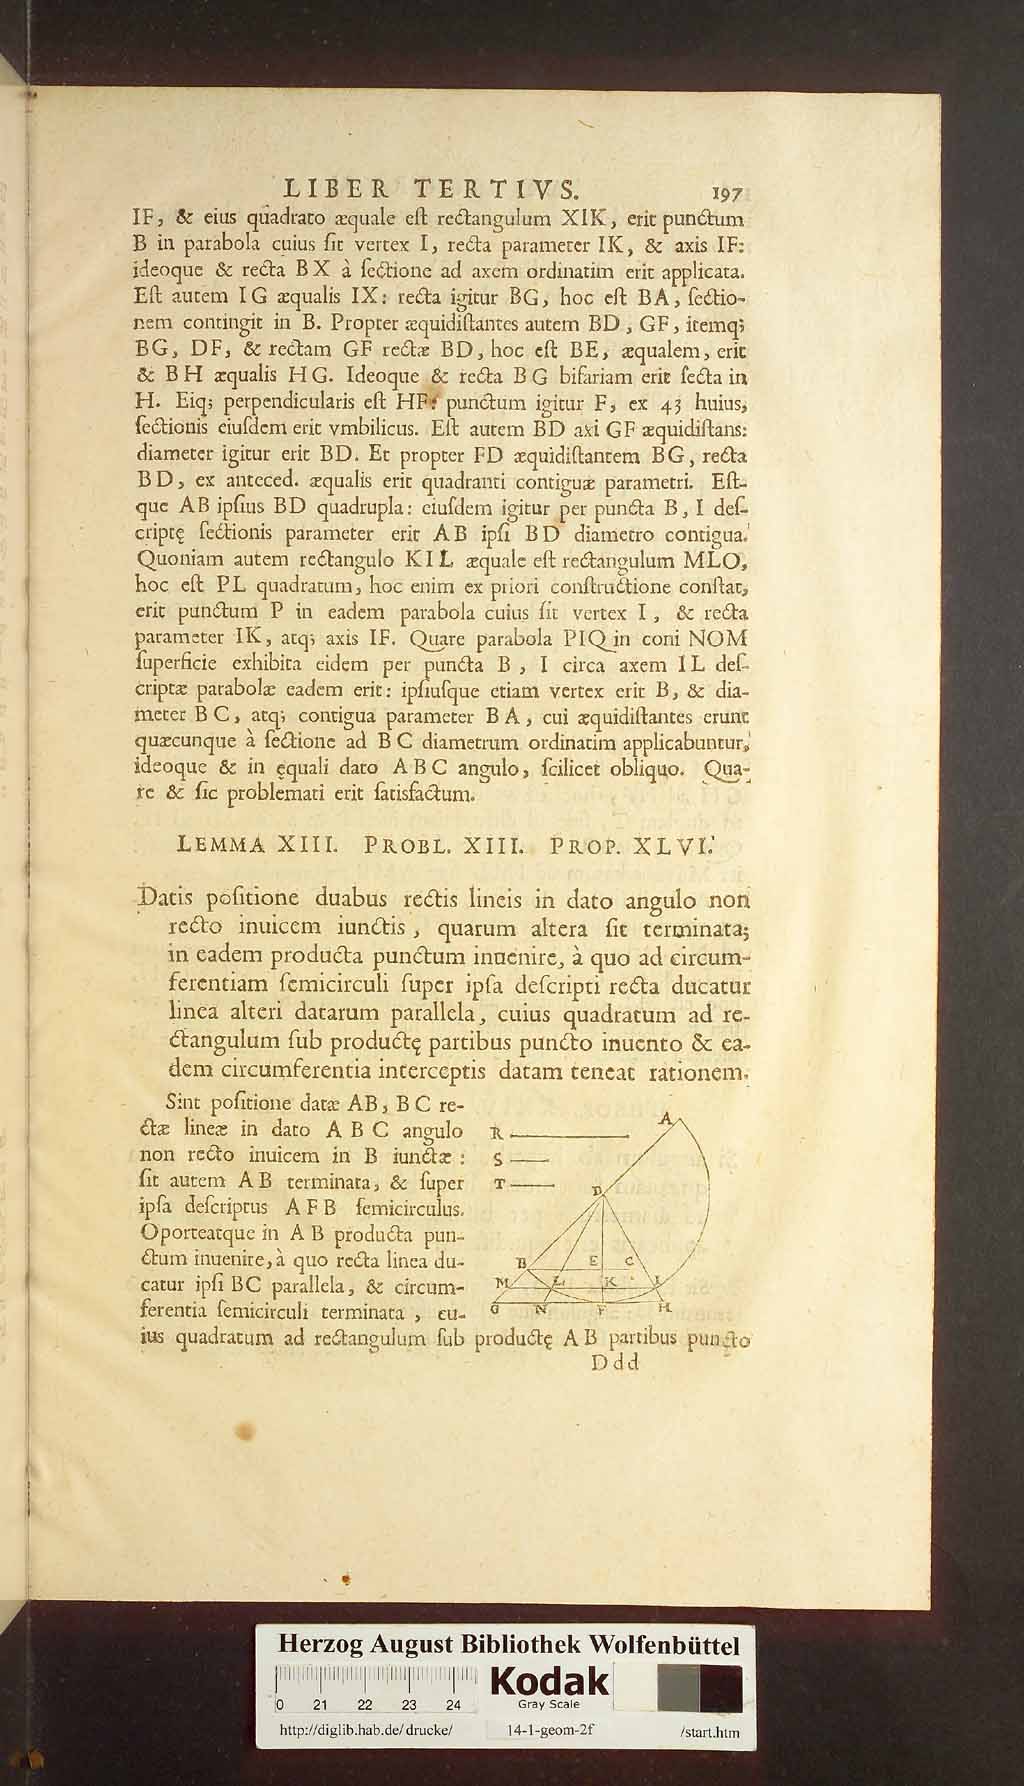 LIBER TERTIVS. 197
IF, & eius quadrato æquale eſt rectangulum XIK, erit punctum
B in parabola cuius ſit vertex I, recta parameter IK, & axis IF:
ideoque & recta BX à ſectione ad axem ordinatim erit applicata.
Eſt autem IG æqualis IX: recta igitur BG, hoc eſt BA, ſectio-
nem contingit in B. Propter æquidiſtantes autem BD, GF, itemq;
BG, DF, & rectam GF rectæ BD, hoc eſt BE, æqualem, erit
& BH æqualis HG. Ideoque & recta BG bifariam erit ſecta in
H. Eiq; perpendicularis eſt HF: punctum igitur F, ex 43 huius,
ſectionis eiuſdem erit vmbilicus. Eſt autem BD axi GF æquidiſtans:
diameter igitur erit BD. Et propter FD æquidiſtantem BG, recta
BD, ex anteced. æqualis erit quadranti contiguæ parametri. Eſt-
que AB ipſius BD quadrupla: eiuſdem igitur per puncta B, I deſ-
criptę ſectionis parameter erit AB ipſi BD diametro contigua.
Quoniam autem rectangulo KIL æquale eſt rectangulum MLO,
hoc eſt PL quadratum, hoc enim ex priori conſtructione conſtat,
erit punctum P in eadem parabola cuius ſit vertex I, & recta
parameter IK, atq; axis IF. Quare parabola PIQ in coni NOM
ſuperficie exhibita eidem per puncta B, I circa axem IL deſ-
criptæ parabolæ eadem erit: ipſiuſque etiam vertex erit B, & dia-
meter BC, atq; contigua parameter BA, cui æquidiſtantes erunt
quæcunque à ſectione ad BC diametrum ordinatim applicabuntur,
ideoque & in ęquali dato ABC angulo, ſcilicet obliquo. Qua-
re & ſic problemati erit ſatisfactum.
LEMMA XIII. PROBL. XIII. PROP. XLVI.
Datis poſitione duabus rectis lineis in dato angulo non
recto inuicem iunctis, quarum altera ſit terminata;
in eadem producta punctum inuenire, à quo ad circum-
ferentiam ſemicirculi ſuper ipſa deſcripti recta ducatur
linea alteri datarum parallela, cuius quadratum ad re-
ctangulum ſub productę partibus puncto inuento & ea-
dem circumferentia interceptis datam teneat rationem.
Sint poſitione datæ AB, BC re-
ctæ lineæ in dato ABC angulo
non recto inuicem in B iunctæ:
ſit autem AB terminata, & ſuper
ipſa deſcriptus AFB ſemicirculus.
Oporteatque in AB producta pun-
ctum inuenire, à quo recta linea du-
catur ipſi BC parallela, & circum-
ferentia ſemicirculi terminata, cu-
ius quadratum ad rectangulum ſub productę AB partibus puncto
Ddd
A
R
S
T
D
B E C
M L K I
G N F H
Herzog August Bibliothek Wolfenbüttel
Kodak
Gray Scale
0 21 22 23 24
http://diglib.hab.de/drucke/ 14-1-geom-2f /start.htm